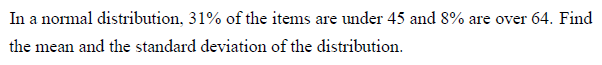 In a normal distribution, 31% of the items are under 45 and 8% are over 64. Find
the mean and the standard deviation of the distribution.